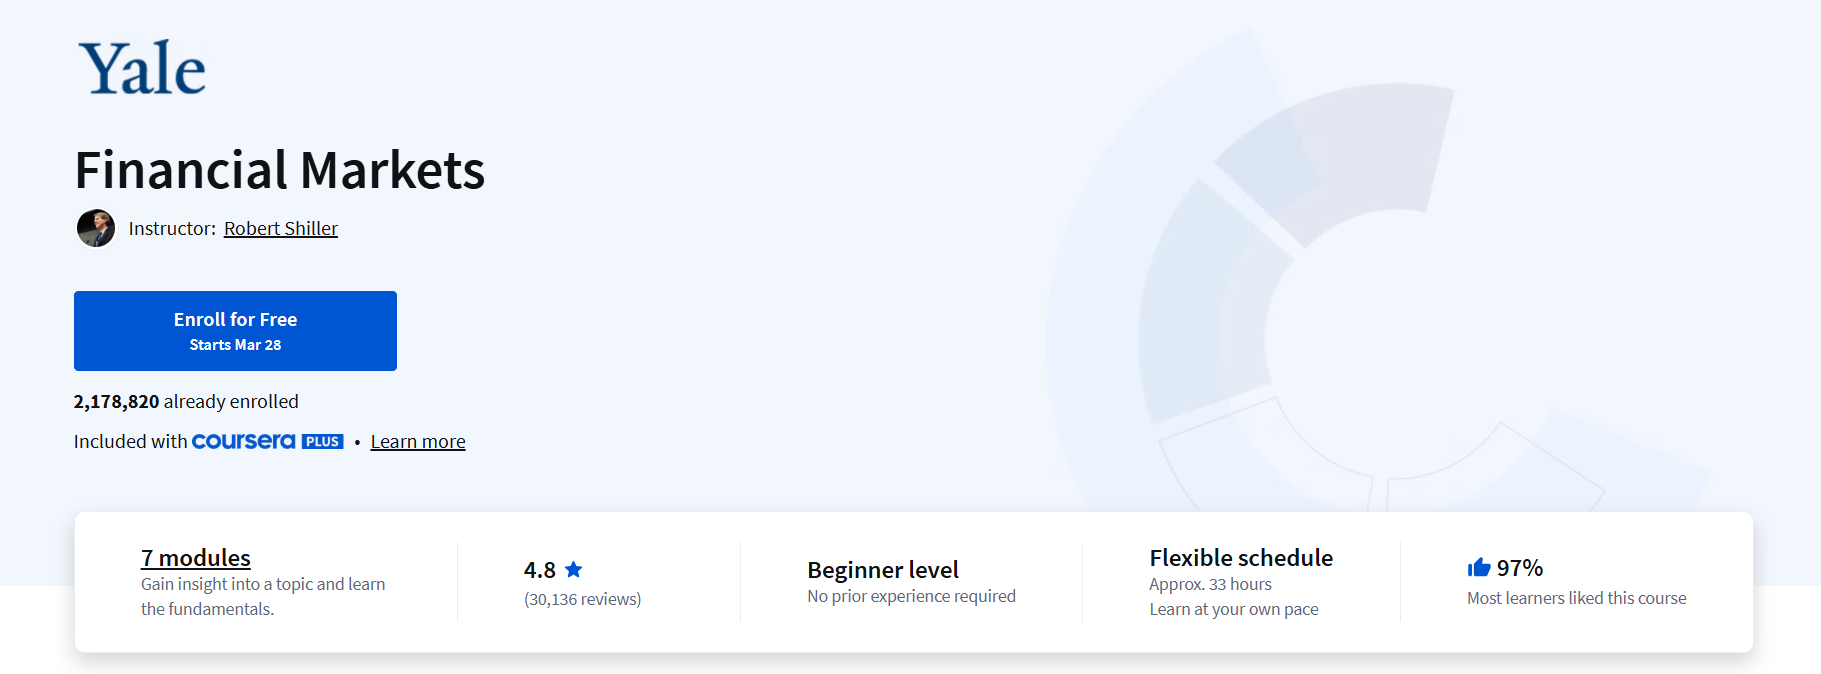 Yale
Financial Markets
Instructor: Robert Shiller
Enroll for Free
Starts Mar 28
2,178,820 already enrolled
Included with coursera PLUS • Learn more
7 modules
Gain insight into a topic and learn
the fundamentals.
4.8
(30,136 reviews)
Beginner level
No prior experience required
Flexible schedule
Approx. 33 hours
Learn at your own pace
97%
Most learners liked this course